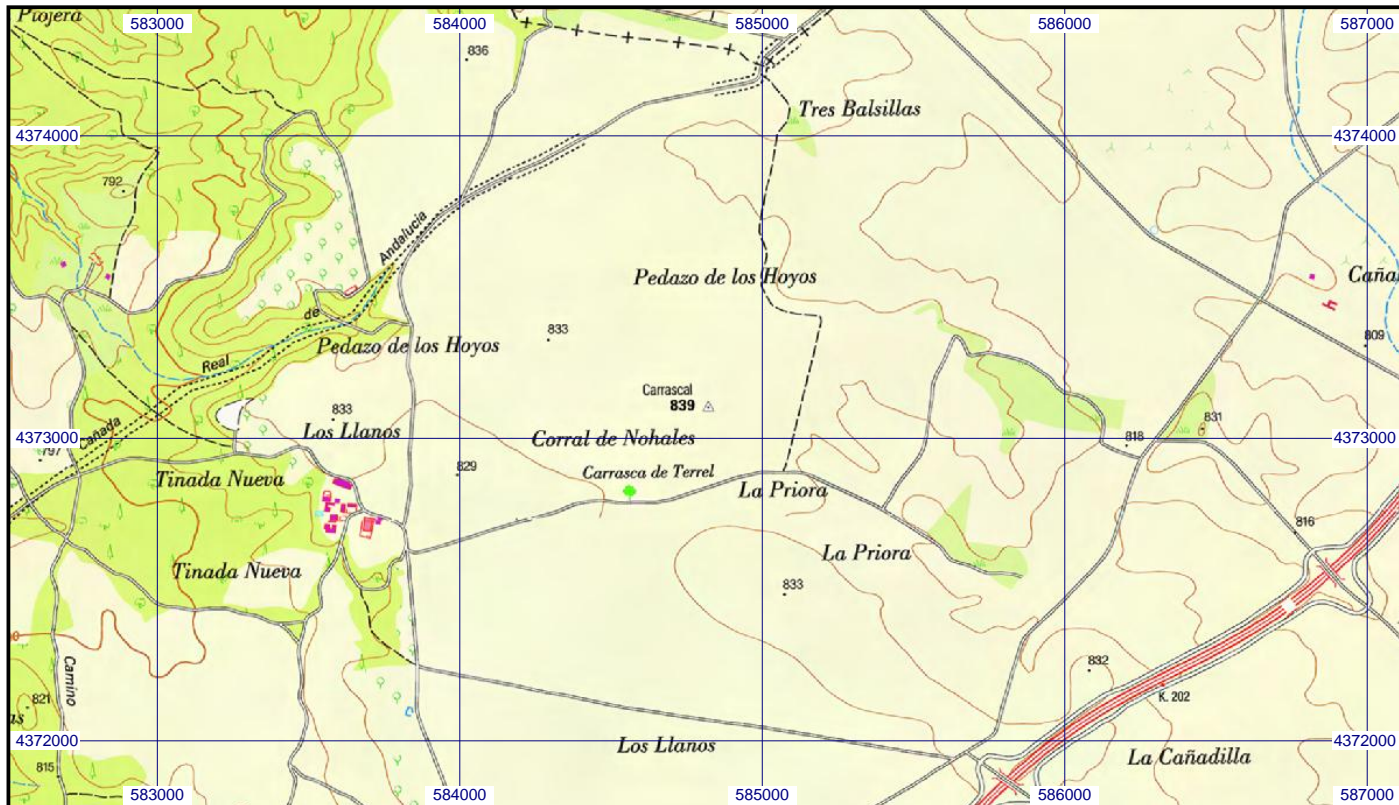 Piojera
583000
584000
585000
586000
587000
836
Tres Balsillas
4374000
4374000
792
Andalucía
Pedazo de los Hoyos
Caña
de
833
Pedazo de los Hoyos
809
Real
Carrascal
839
833
831
Cañada
Los Llanos
Corral de Nohales
818
797
4373000
4373000
829
Carrasca de Terrel
Tinada Nueva
La Priora
816
La Priora
Tinada Nueva
833
832
Camino
821
K. 202
as
4372000
4372000
Los Llanos
La Cañadilla
815
583000
584000
585000
586000
587000